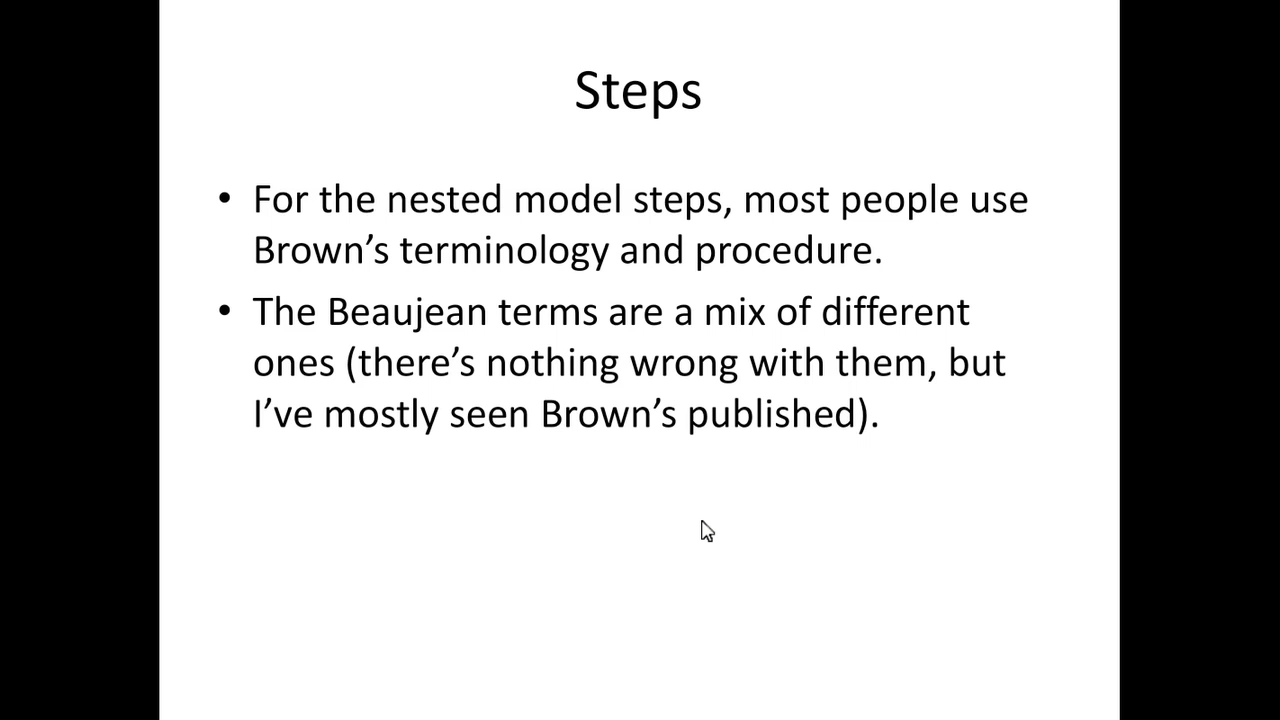 Steps
• For the nested model steps, most people use
Brown’s terminology and procedure.
• The Beaujean terms are a mix of different
ones (there’s nothing wrong with them, but
I’ve mostly seen Brown’s published).